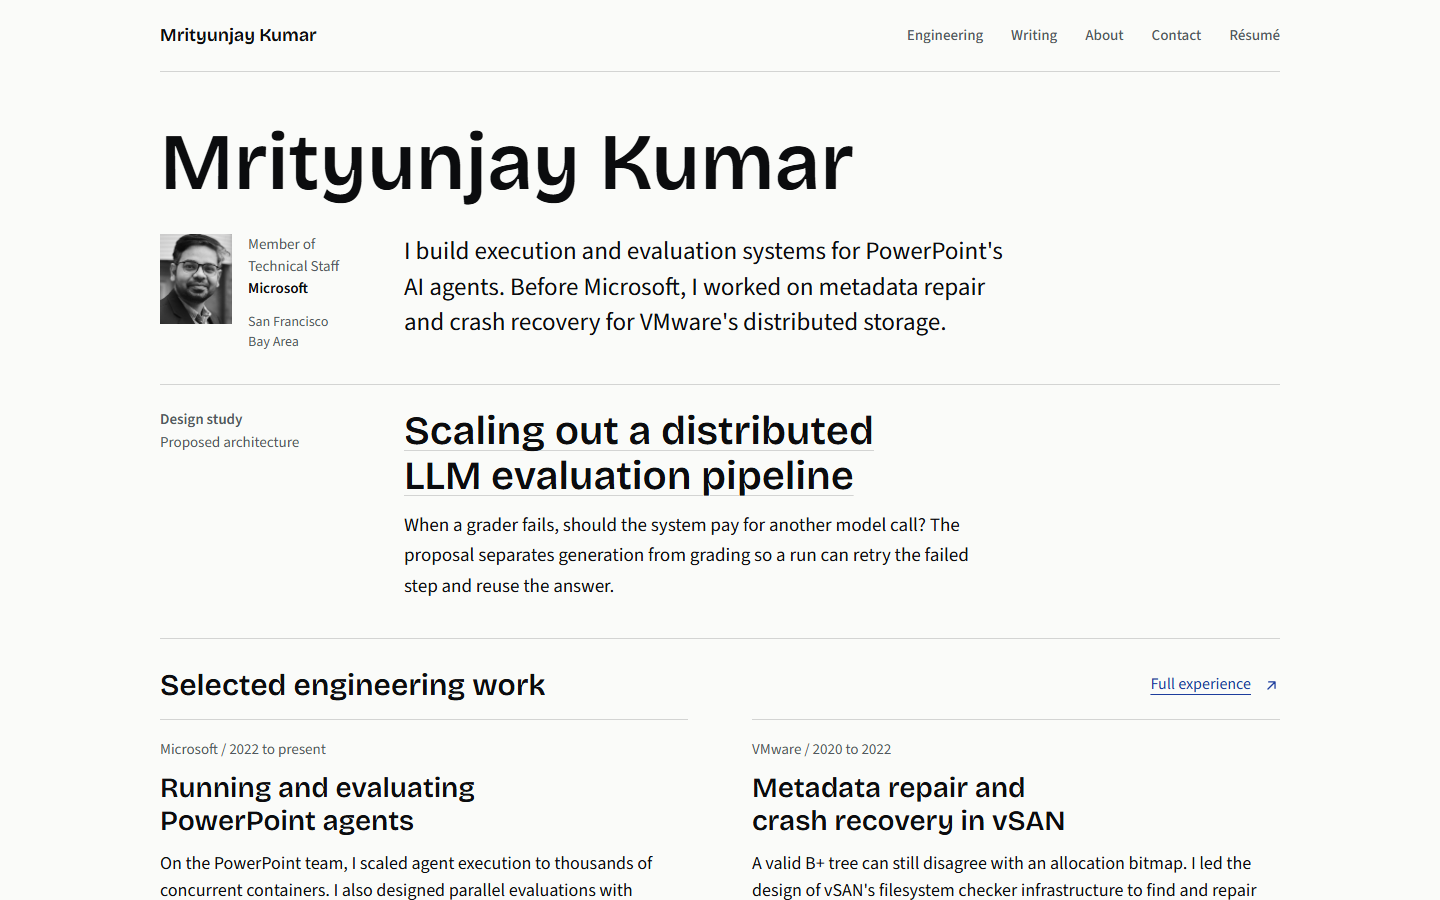 Mrityunjay Kumar
Engineering Writing About Contact Résumé
Mrityunjay Kumar
Member of
Technical Staff
Microsoft
San Francisco
Bay Area
I build execution and evaluation systems for PowerPoint's
AI agents. Before Microsoft, I worked on metadata repair
and crash recovery for VMware's distributed storage.
Design study
Proposed architecture
Scaling out a distributed
LLM evaluation pipeline
When a grader fails, should the system pay for another model call? The
proposal separates generation from grading so a run can retry the failed
step and reuse the answer.
Selected engineering work
Full experience
Microsoft / 2022 to present
Running and evaluating
PowerPoint agents
On the PowerPoint team, I scaled agent execution to thousands of
concurrent containers. I also designed parallel evaluations with
VMware / 2020 to 2022
Metadata repair and
crash recovery in vSAN
A valid B+ tree can still disagree with an allocation bitmap. I led the
design of vSAN's filesystem checker infrastructure to find and repair